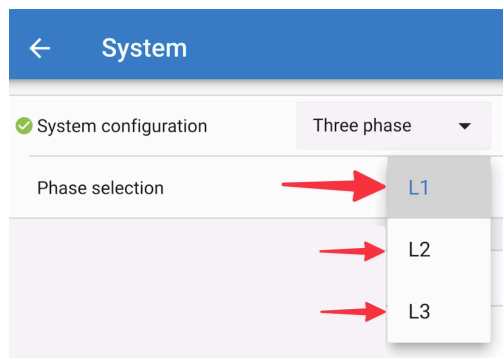 System
System configuration
Three phase
Phase selection
L1
L2
L3